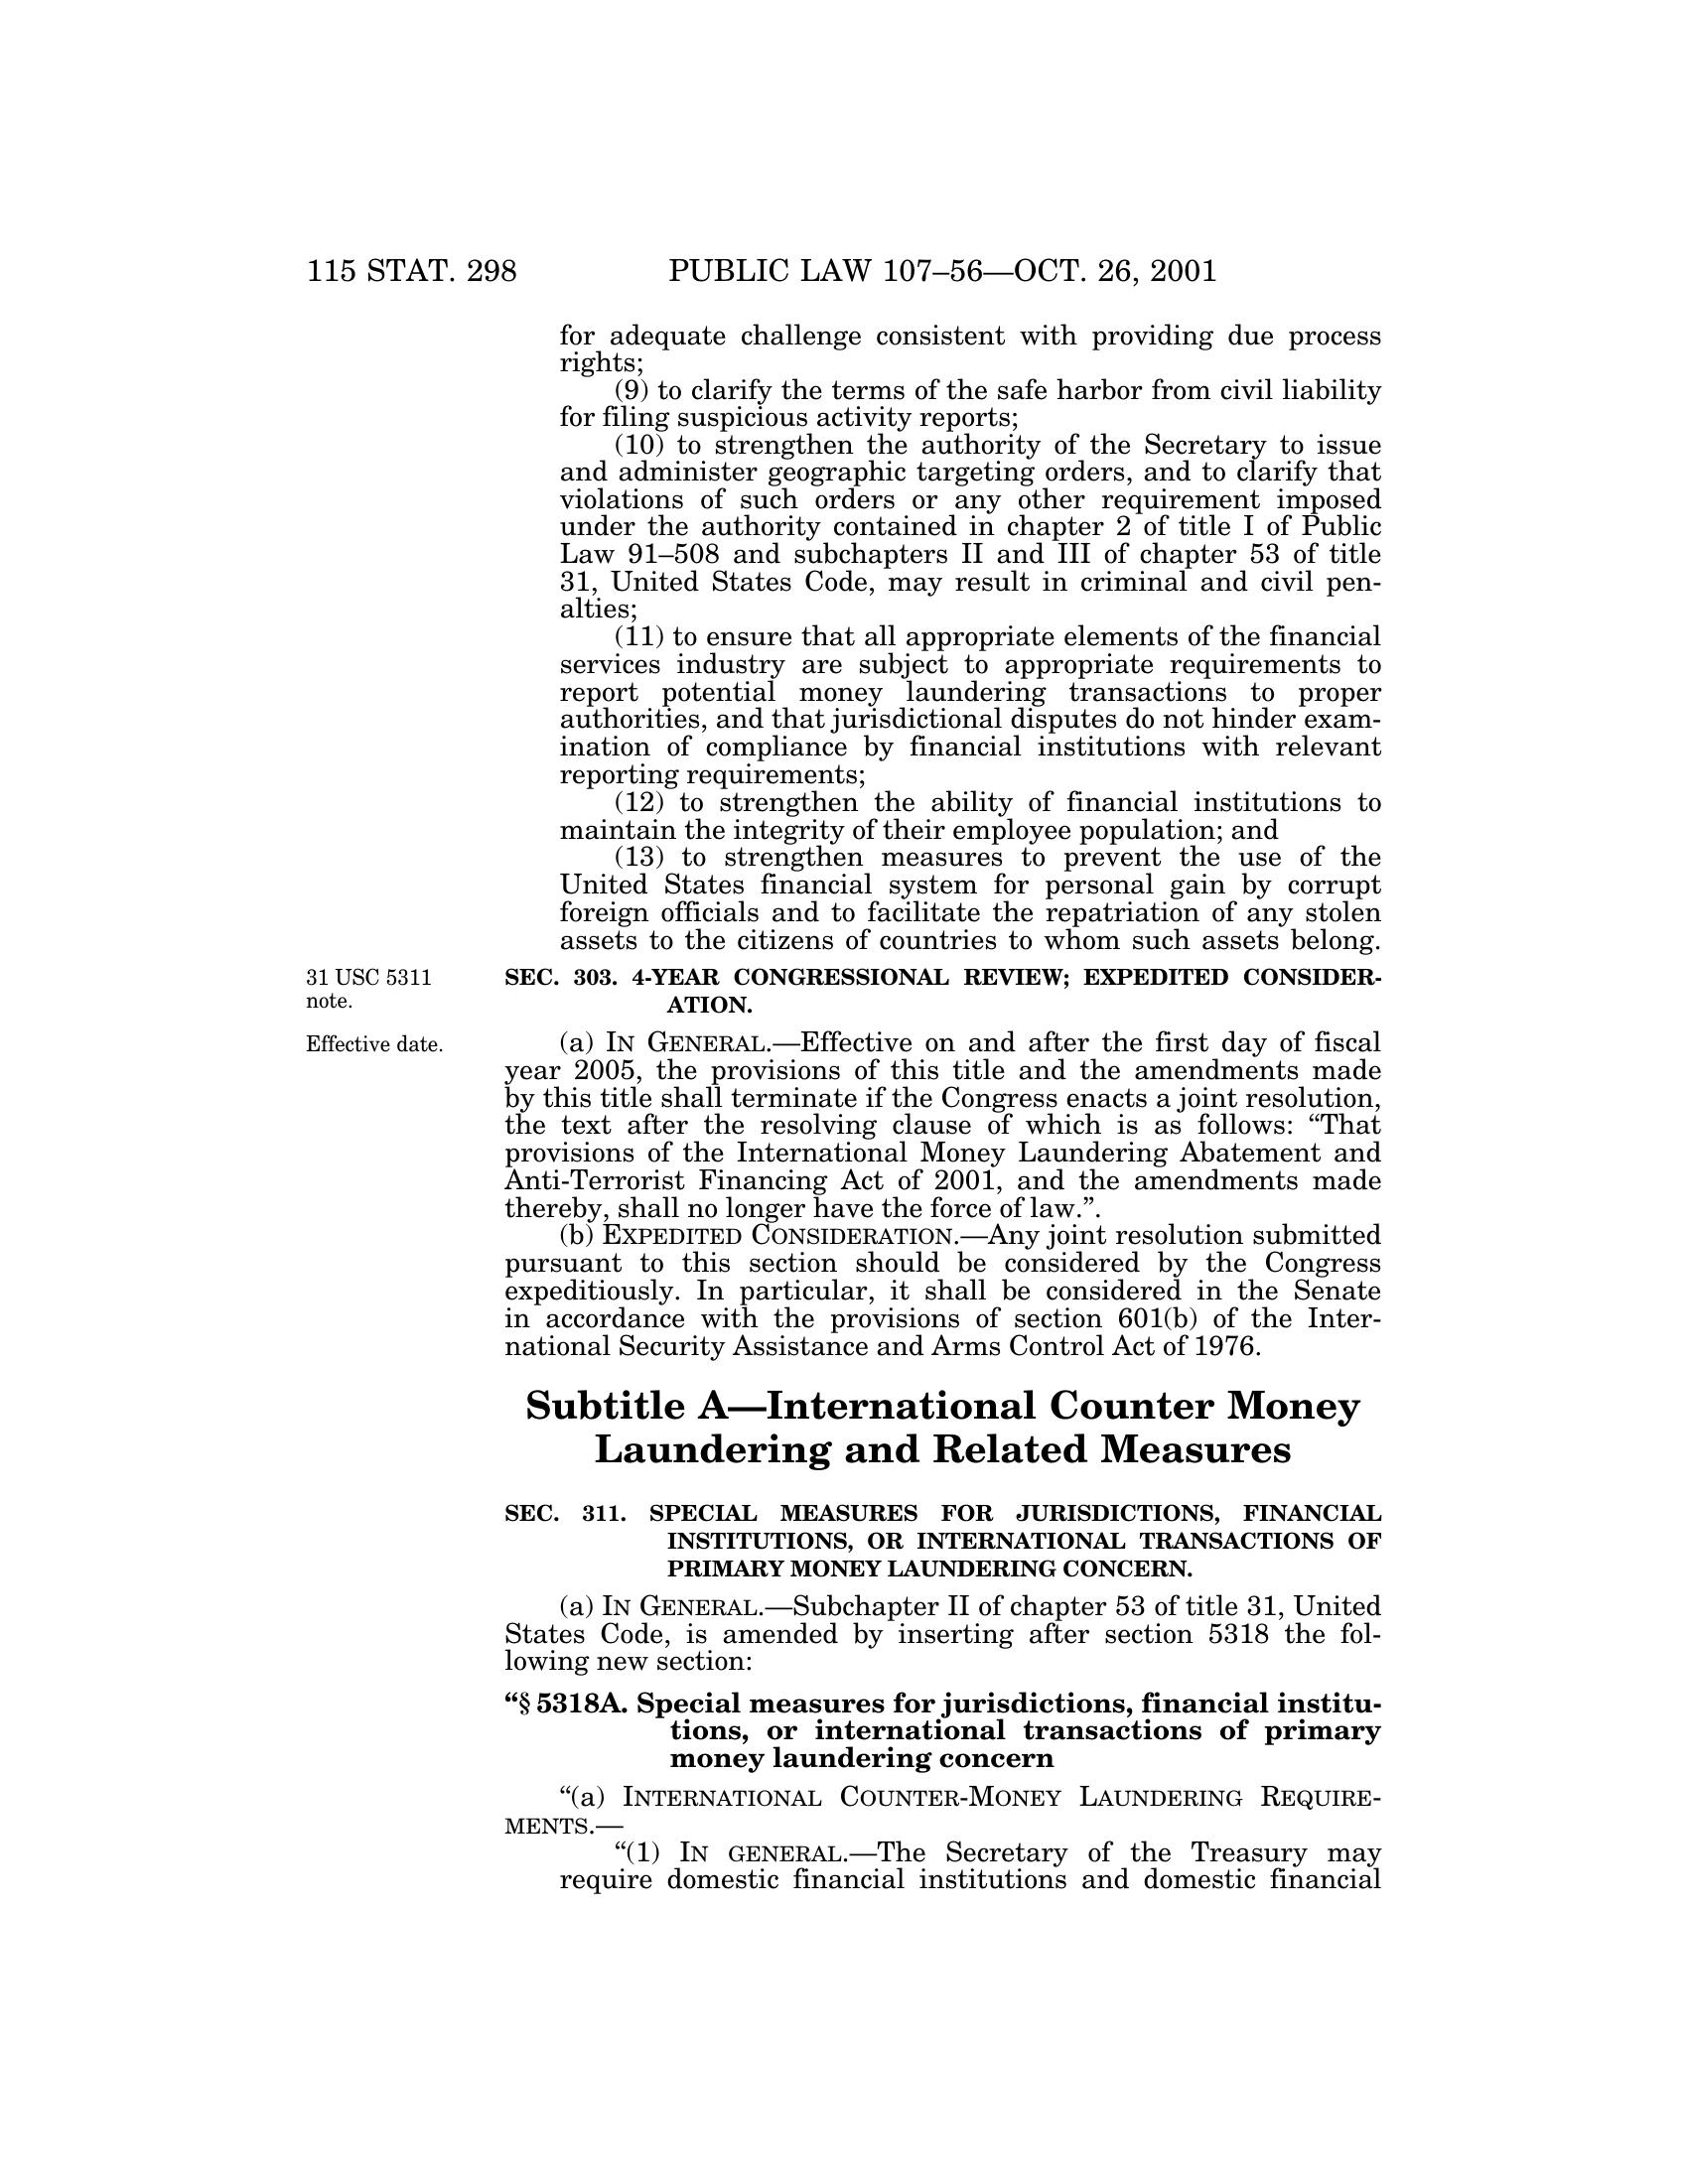 115 STAT. 298 PUBLIC LAW 107–56—OCT. 26, 2001
for adequate challenge consistent with providing due process
rights;
(9) to clarify the terms of the safe harbor from civil liability
for filing suspicious activity reports;
(10) to strengthen the authority of the Secretary to issue
and administer geographic targeting orders, and to clarify that
violations of such orders or any other requirement imposed
under the authority contained in chapter 2 of title I of Public
Law 91–508 and subchapters II and III of chapter 53 of title
31, United States Code, may result in criminal and civil pen-
alties;
(11) to ensure that all appropriate elements of the financial
services industry are subject to appropriate requirements to
report potential money laundering transactions to proper
authorities, and that jurisdictional disputes do not hinder exam-
ination of compliance by financial institutions with relevant
reporting requirements;
(12) to strengthen the ability of financial institutions to
maintain the integrity of their employee population; and
(13) to strengthen measures to prevent the use of the
United States financial system for personal gain by corrupt
foreign officials and to facilitate the repatriation of any stolen
assets to the citizens of countries to whom such assets belong.
31 USC 5311
note.
SEC. 303. 4-YEAR CONGRESSIONAL REVIEW; EXPEDITED CONSIDER-
ATION.
Effective date.
(a) IN GENERAL.—Effective on and after the first day of fiscal
year 2005, the provisions of this title and the amendments made
by this title shall terminate if the Congress enacts a joint resolution,
the text after the resolving clause of which is as follows: “That
provisions of the International Money Laundering Abatement and
Anti-Terrorist Financing Act of 2001, and the amendments made
thereby, shall no longer have the force of law.”.
(b) EXPEDITED CONSIDERATION.—Any joint resolution submitted
pursuant to this section should be considered by the Congress
expeditiously. In particular, it shall be considered in the Senate
in accordance with the provisions of section 601(b) of the Inter-
national Security Assistance and Arms Control Act of 1976.
Subtitle A—International Counter Money
Laundering and Related Measures
SEC. 311. SPECIAL MEASURES FOR JURISDICTIONS, FINANCIAL
INSTITUTIONS, OR INTERNATIONAL TRANSACTIONS OF
PRIMARY MONEY LAUNDERING CONCERN.
(a) IN GENERAL.—Subchapter II of chapter 53 of title 31, United
States Code, is amended by inserting after section 5318 the fol-
lowing new section:
“§ 5318A. Special measures for jurisdictions, financial institu-
tions, or international transactions of primary
money laundering concern
“(a) INTERNATIONAL COUNTER-MONEY LAUNDERING REQUIRE-
MENTS.—
“(1) IN GENERAL.—The Secretary of the Treasury may
require domestic financial institutions and domestic financial